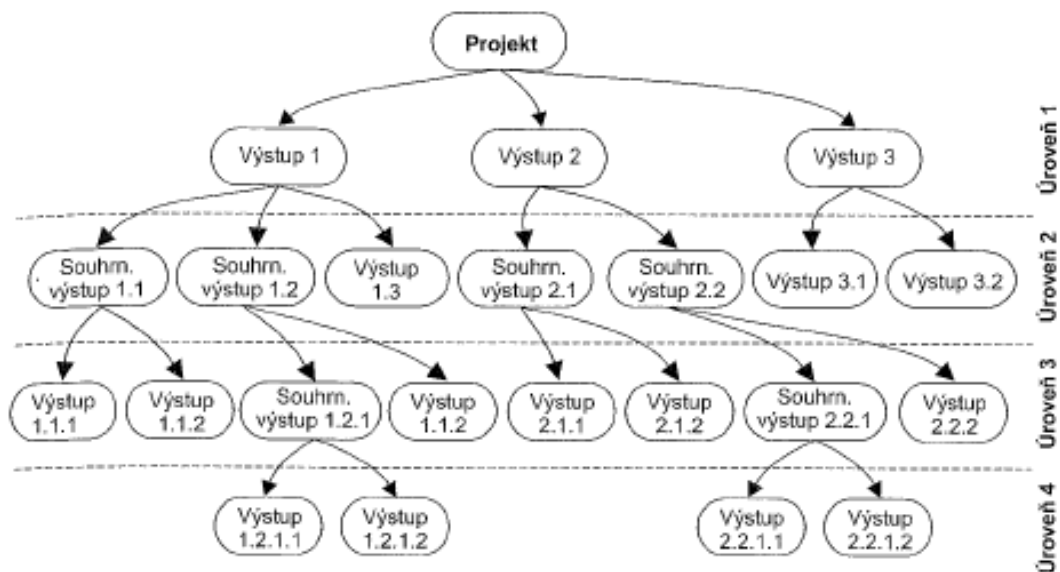 Projekt
Výstup 1
Výstup 2
Výstup 3
Úroveň 1
Souhrn.
výstup 1.1
Souhrn.
výstup 1.2
Výstup
1.3
Souhrn.
výstup 2.1
Souhrn.
výstup 2.2
Výstup 3.1
Výstup 3.2
Úroveň 2
Výstup
1.1.1
Výstup
1.1.2
Souhrn.
výstup 1.2.1
Výstup
1.1.2
Výstup
2.1.1
Výstup
2.1.2
Souhrn.
výstup 2.2.1
Výstup
2.2.2
Úroveň 3
Výstup
1.2.1.1
Výstup
1.2.1.2
Výstup
2.2.1.1
Výstup
2.2.1.2
Úroveň 4